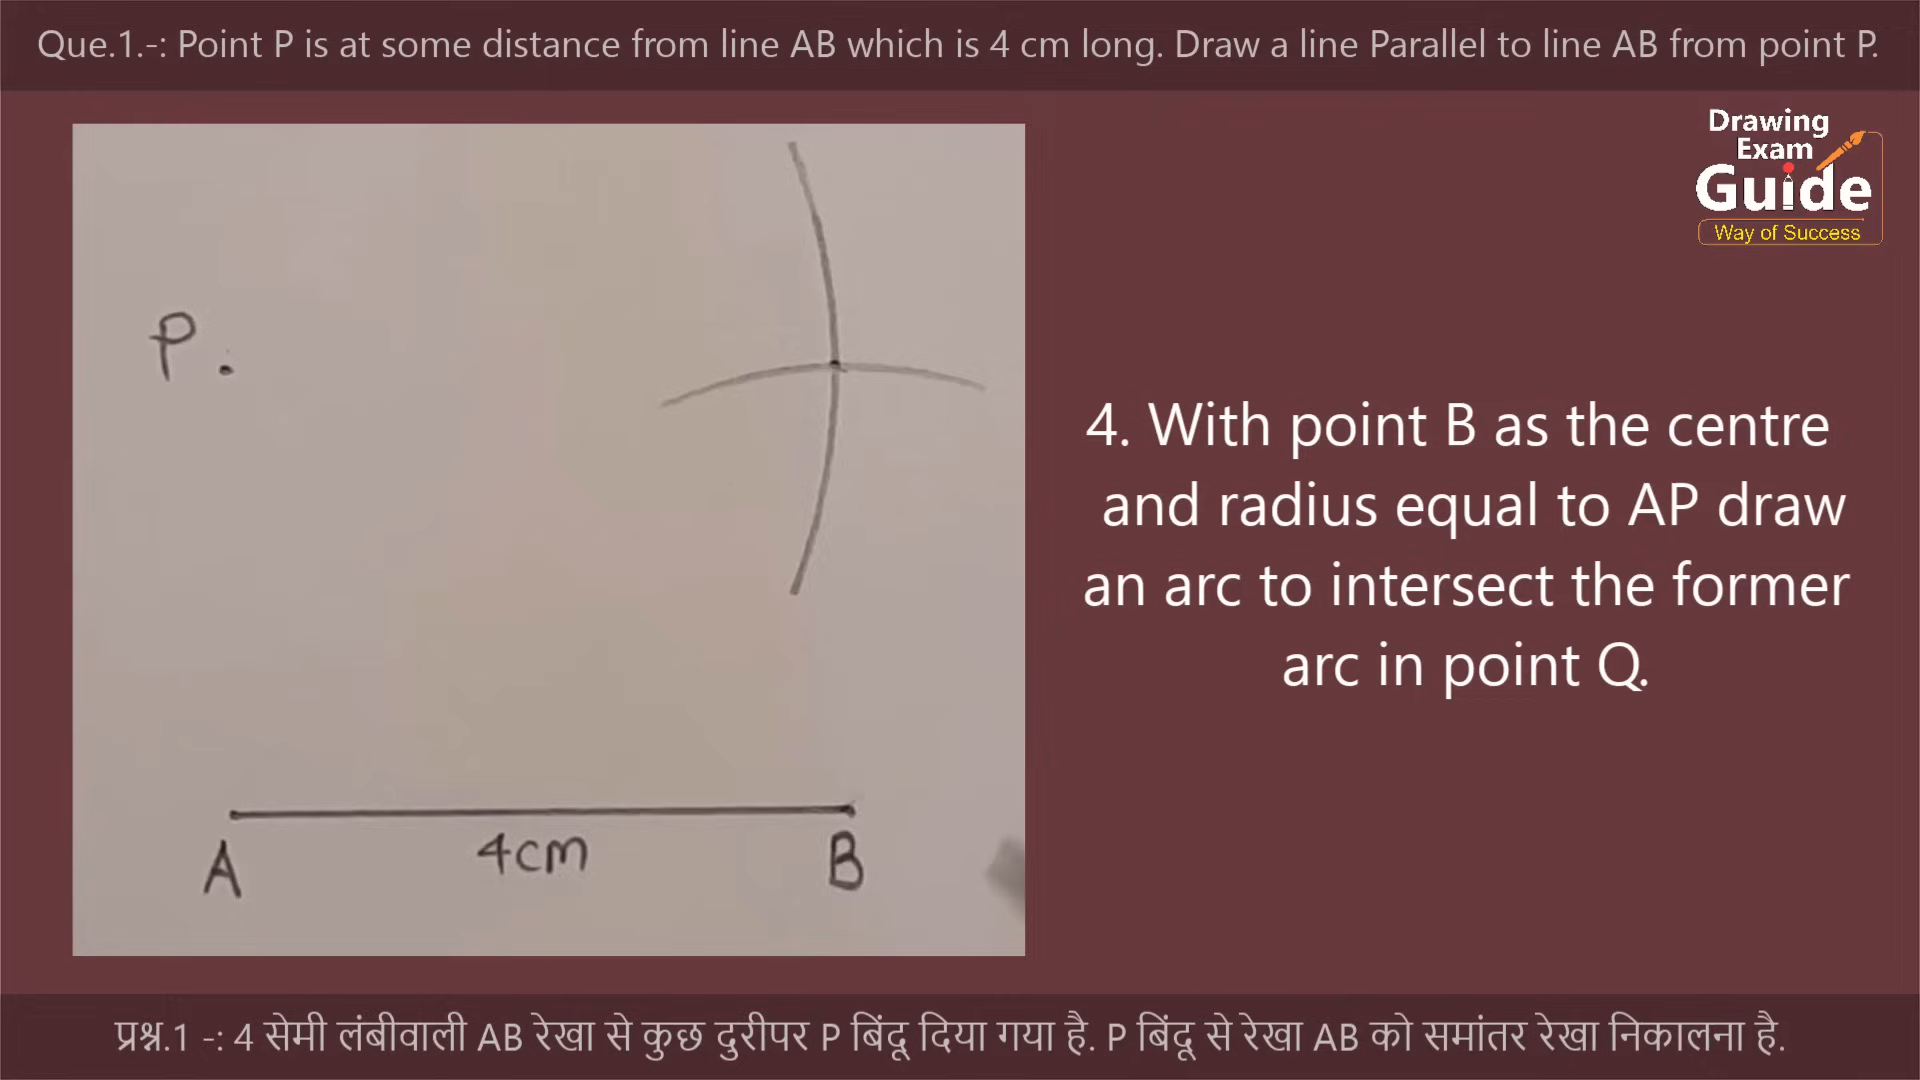 Que.1.-: Point P is at some distance from line AB which is 4 cm long. Draw a line Parallel to line AB from point P.
Drawing
Exam
Guide
Way of Success
P.
4. With point B as the centre
and radius equal to AP draw
an arc to intersect the former
arc in point Q.
A 4cm B
प्रश्न.1 -: 4 सेमी लंबीवाली AB रेखा से कुछ दुरीपर P बिंदू दिया गया है. P बिंदू से रेखा AB को समांतर रेखा निकालना है.